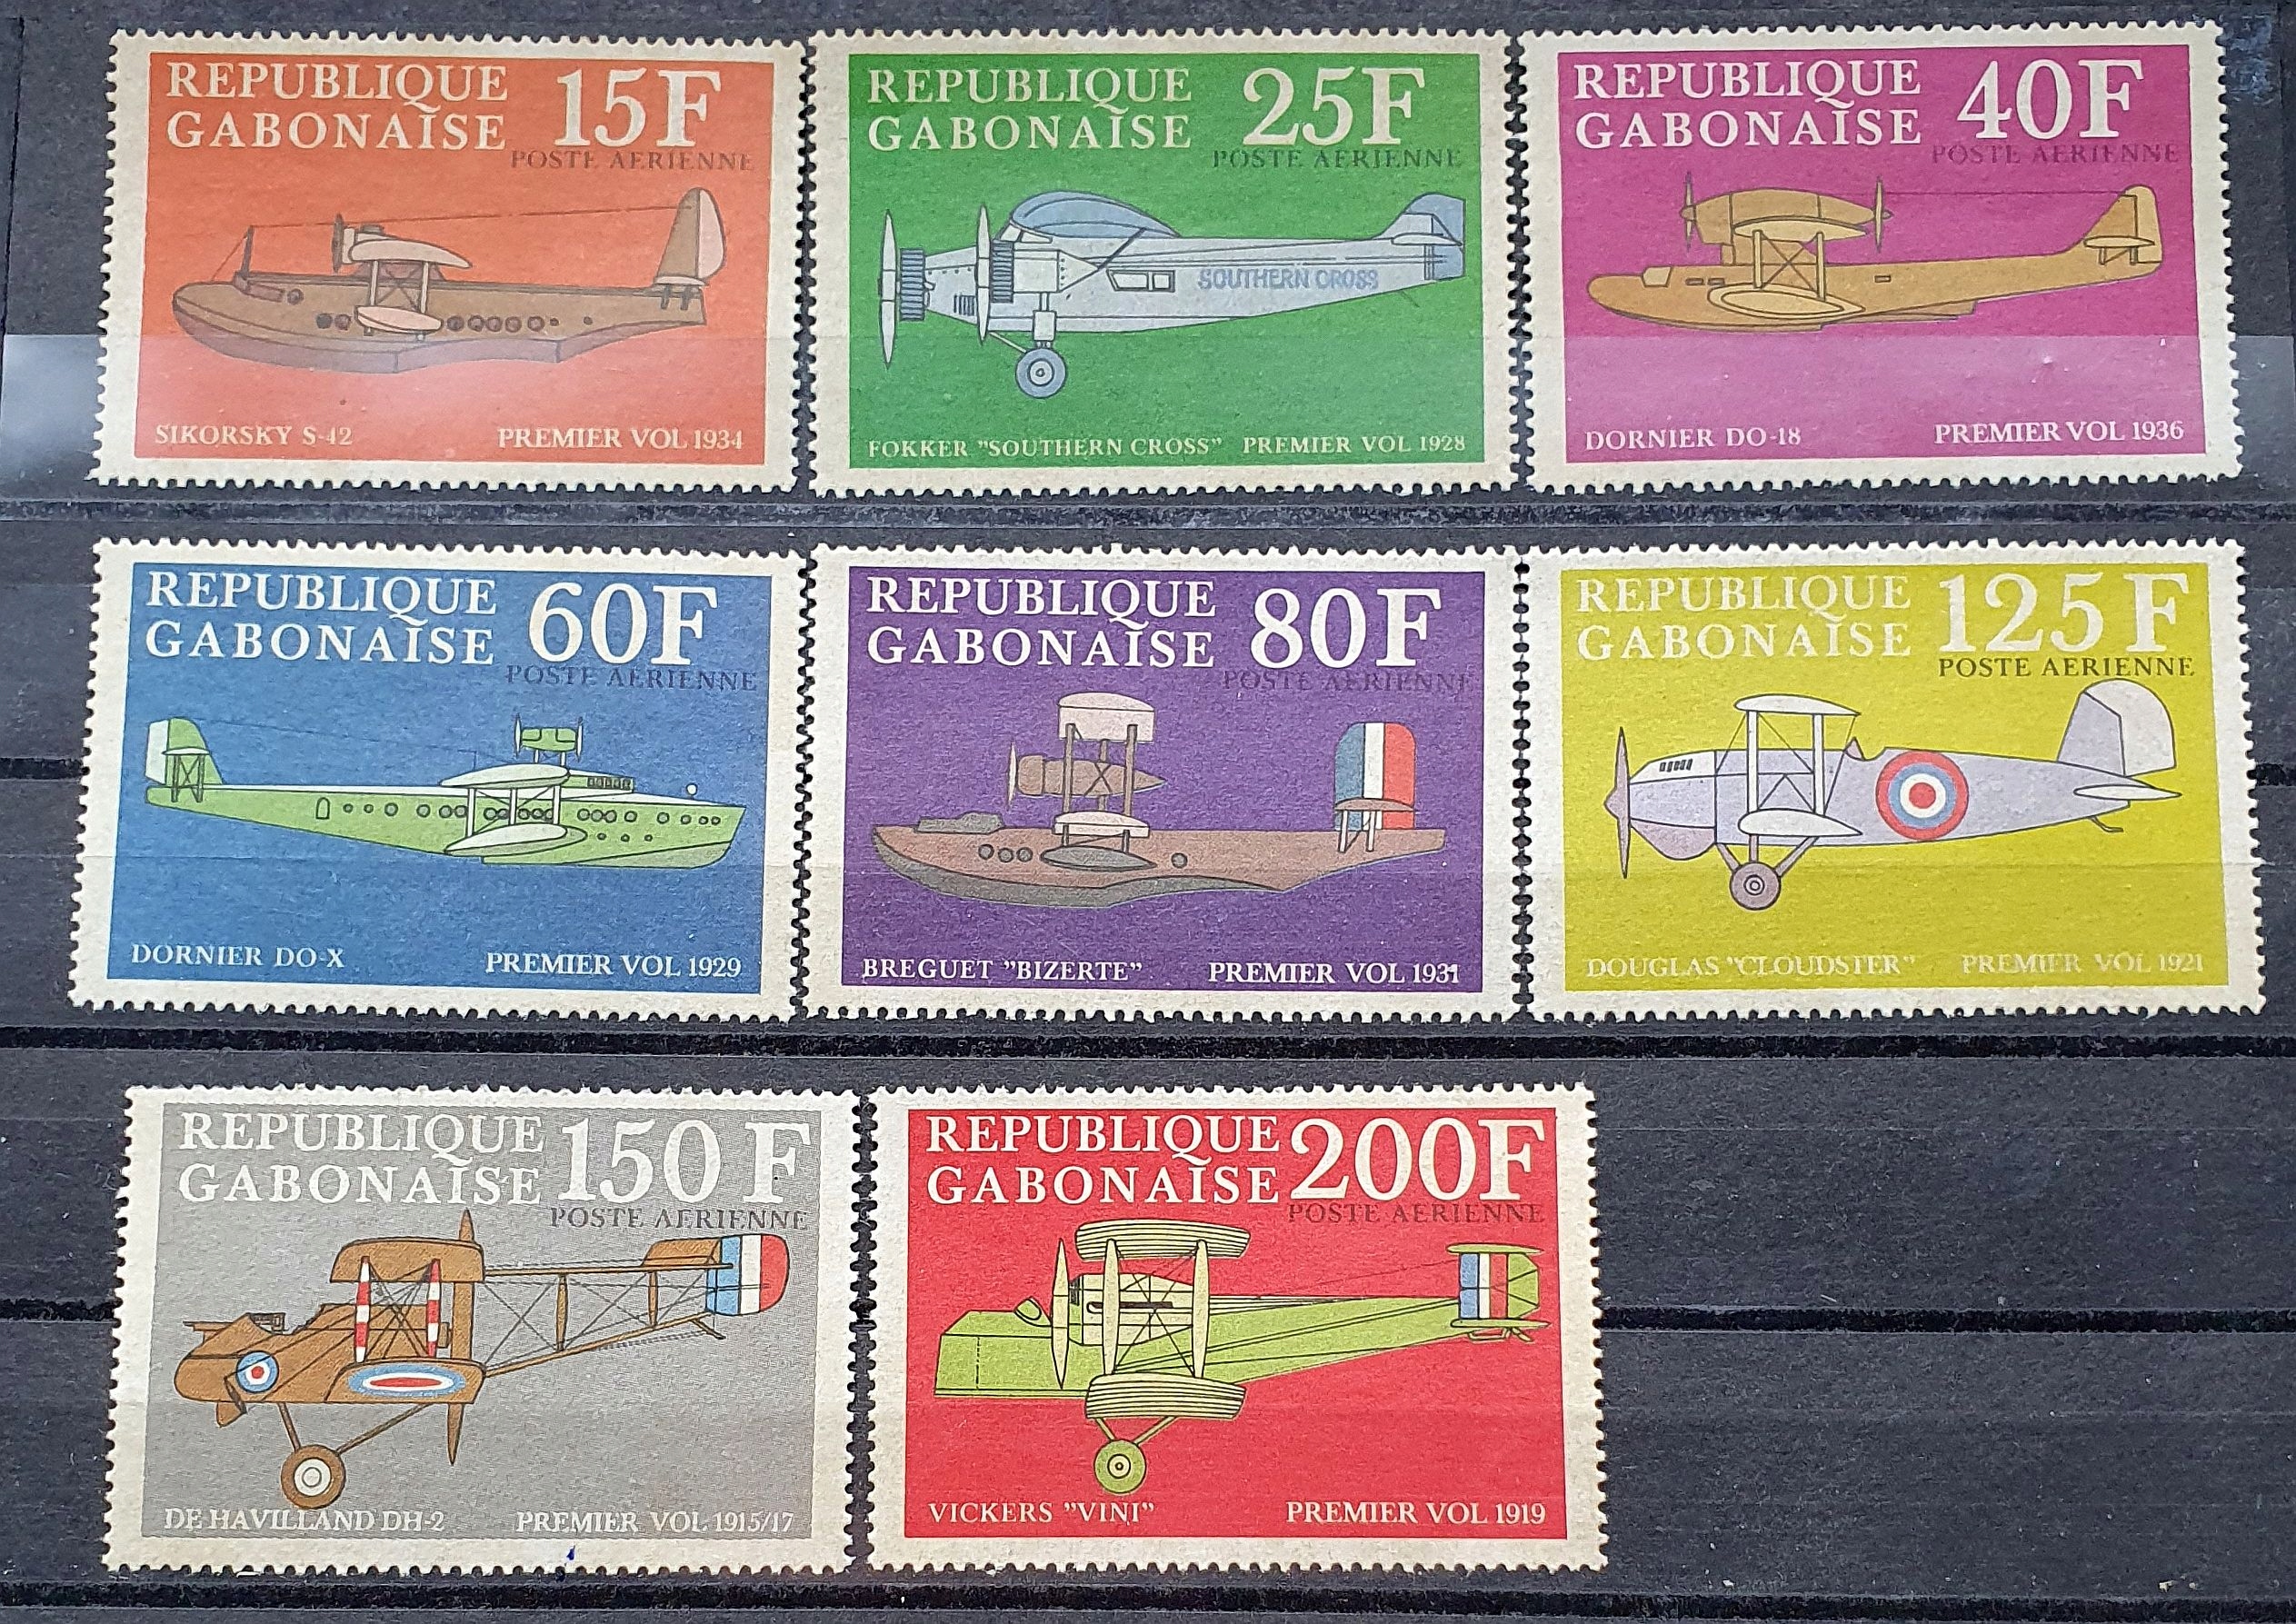 REPUBLIQUE 15F
GABONAISE
POSTE AERIENNE
SIKORSKY S-42 PREMIER VOL 1934
REPUBLIQUE 25F
GABONAISE
POSTE AERIENNE
SOUTHERN CROSS
FOKKER "SOUTHERN CROSS" PREMIER VOL 1928
REPUBLIQUE 40F
GABONAISE
POSTE AERIENNE
DORNIER DO-18 PREMIER VOL 1936
REPUBLIQUE 60F
GABONAISE
POSTE AERIENNE
DORNIER DO-X PREMIER VOL 1929
REPUBLIQUE 80F
GABONAISE
POSTE AERIENNE
BREGUET "BIZERTE" PREMIER VOL 1931
REPUBLIQUE 125F
GABONAISE
POSTE AERIENNE
DOUGLAS "CLOUDSTER" PREMIER VOL 1921
REPUBLIQUE 150F
GABONAISE
POSTE AERIENNE
DE HAVILLAND DH-2 PREMIER VOL 1915/17
REPUBLIQUE 200F
GABONAISE
POSTE AERIENNE
VICKERS "VINI" PREMIER VOL 1919